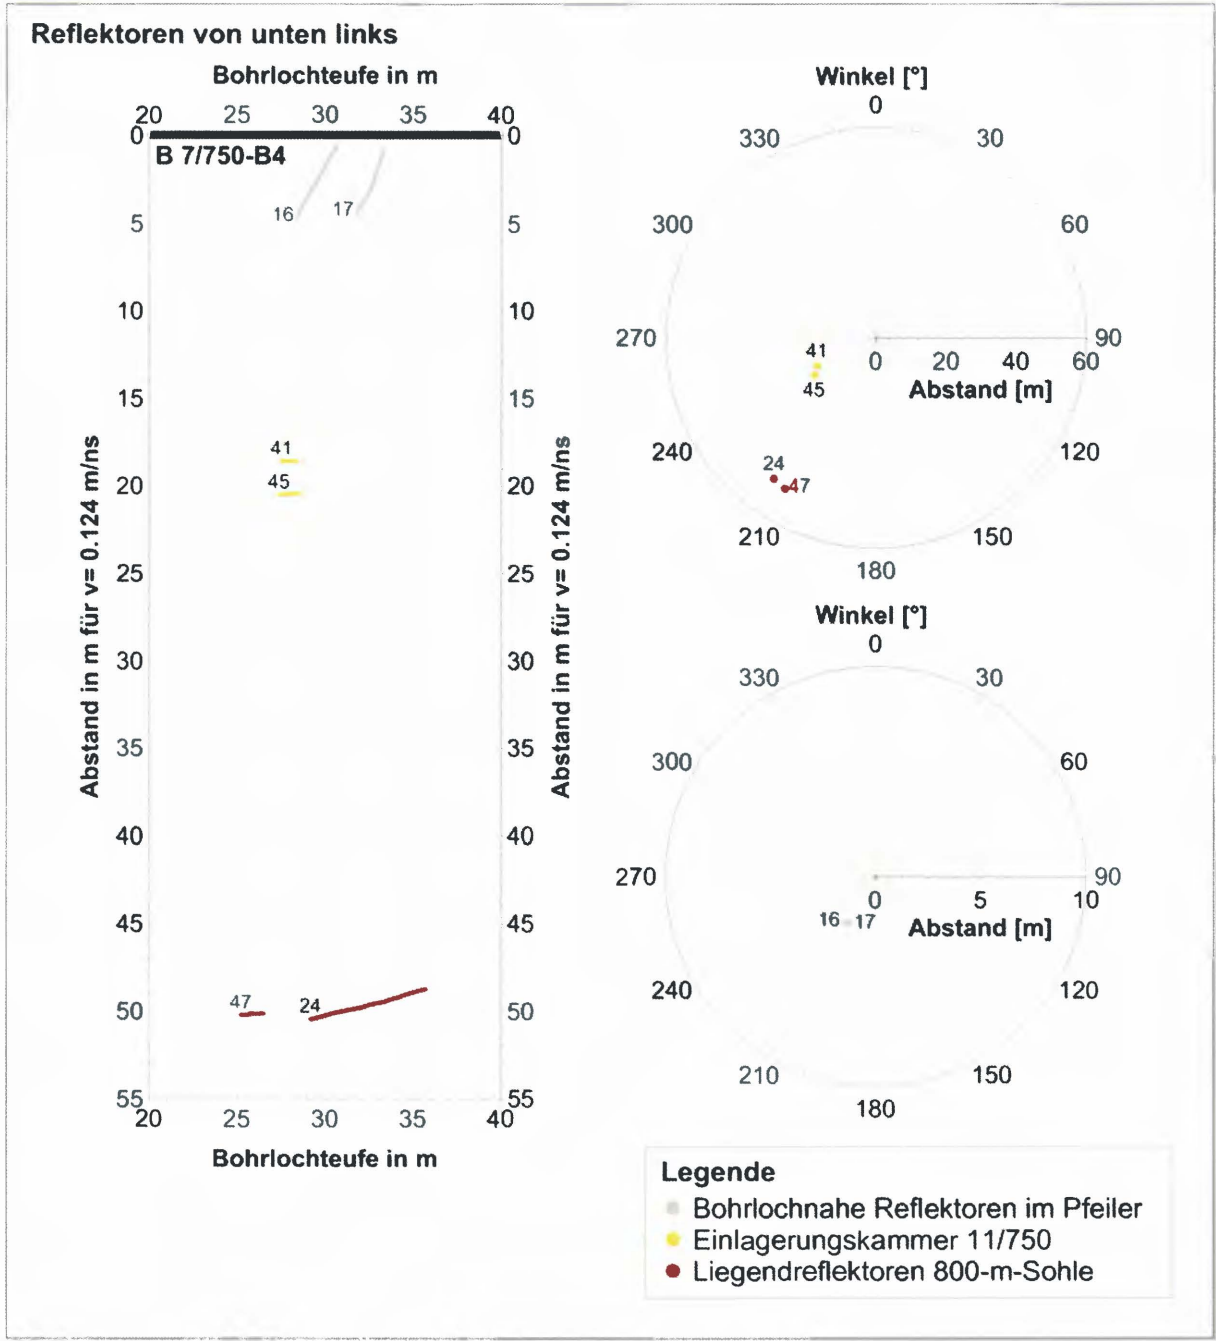 Reflektoren von unten links
Bohrlochteufe in m
20 25 30 35 40
0 0
B 7/750-B4
16 17
5 5
10 10
15 15
41
45
20 20
25 25
30 30
35 35
40 40
45 45
47 24
50 50
55 55
20 25 30 35 40
Bohrlochteufe in m
Abstand in m für v= 0.124 m/ns
Abstand in m für v= 0.124 m/ns
Winkel [°]
0
330 30
300 60
270 90
41
0 20 40 60
45
Abstand [m]
240 120
24
47
210 150
180
Winkel [°]
0
330 30
300 60
270 90
0 5 10
16 17
Abstand [m]
240 120
210 150
180
Legende
Bohrlochnahe Reflektoren im Pfeiler
Einlagerungskammer 11/750
Liegendreflektoren 800-m-Sohle